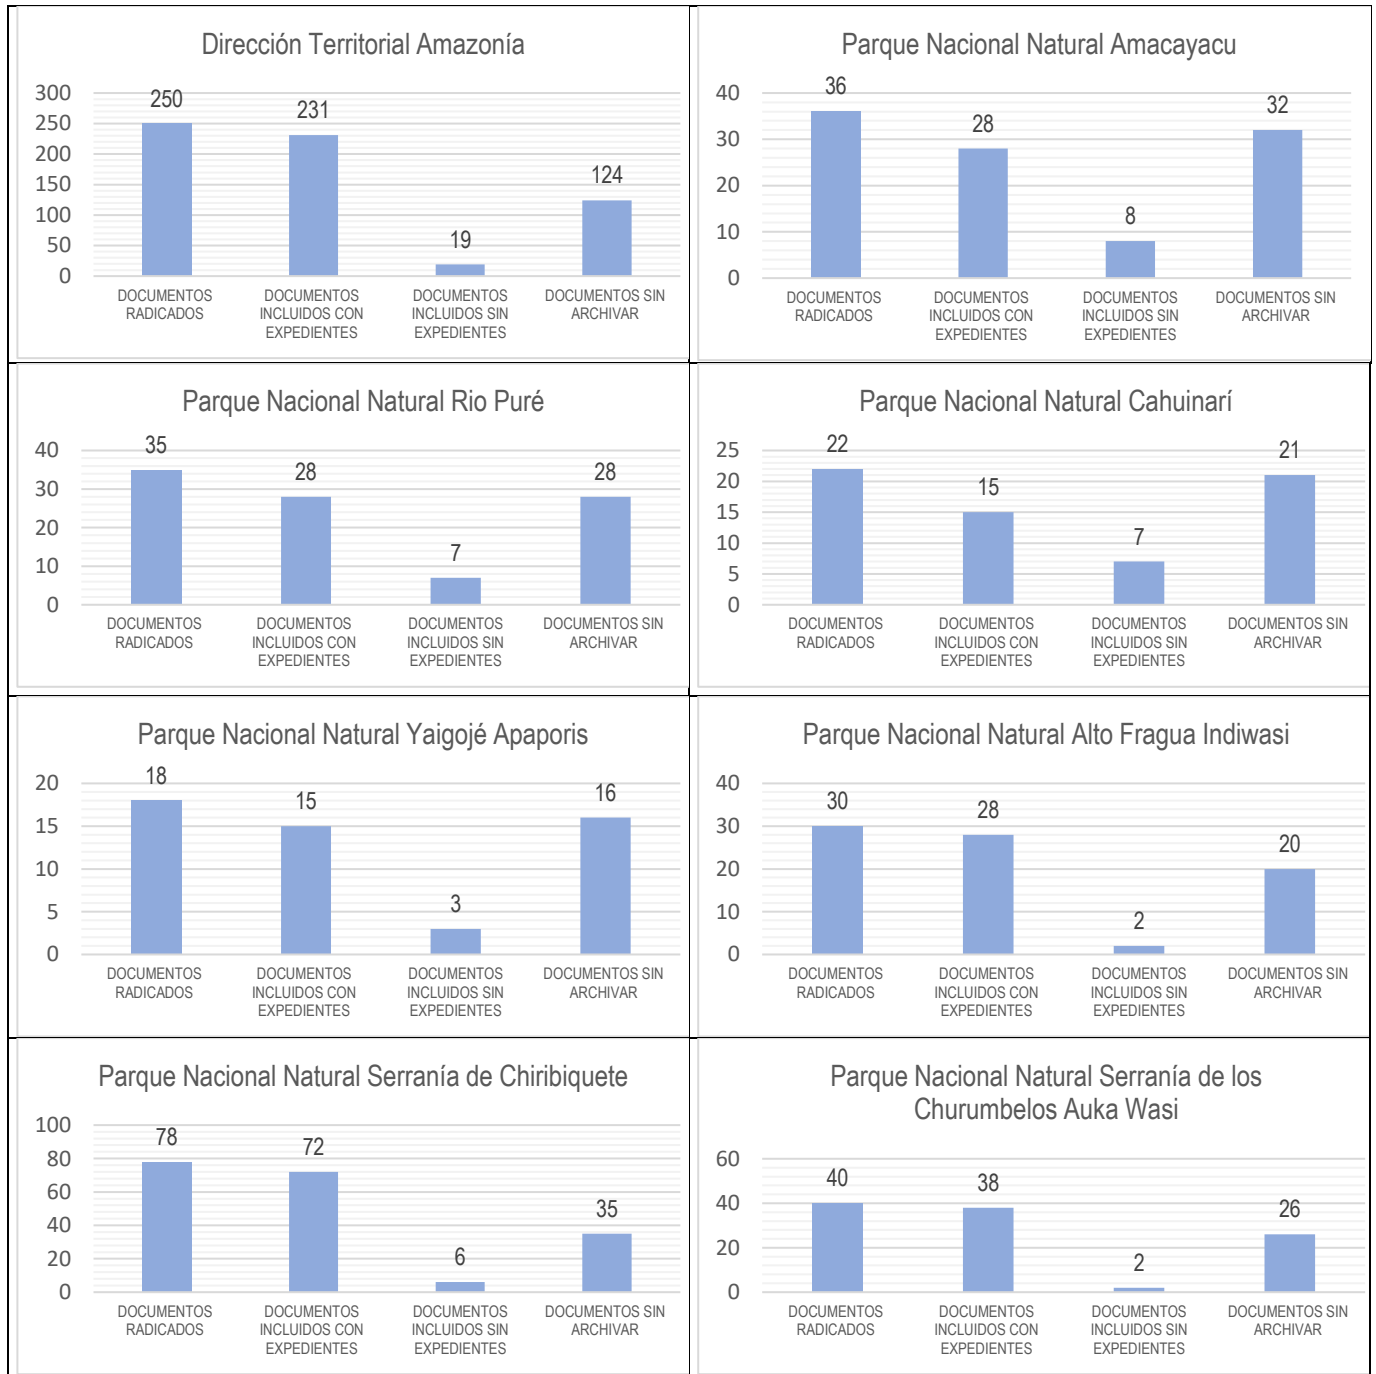 Dirección Territorial Amazonía
300
250
200
150
100
50
0
250
231
19
124
DOCUMENTOS
RADICADOS
DOCUMENTOS
INCLUIDOS CON
EXPEDIENTES
DOCUMENTOS
INCLUIDOS SIN
EXPEDIENTES
DOCUMENTOS SIN
ARCHIVAR
Parque Nacional Natural Amacayacu
40
30
20
10
0
36
28
8
32
DOCUMENTOS
RADICADOS
DOCUMENTOS
INCLUIDOS CON
EXPEDIENTES
DOCUMENTOS
INCLUIDOS SIN
EXPEDIENTES
DOCUMENTOS SIN
ARCHIVAR
Parque Nacional Natural Rio Puré
40
30
20
10
0
35
28
7
28
DOCUMENTOS
RADICADOS
DOCUMENTOS
INCLUIDOS CON
EXPEDIENTES
DOCUMENTOS
INCLUIDOS SIN
EXPEDIENTES
DOCUMENTOS SIN
ARCHIVAR
Parque Nacional Natural Cahuinarí
25
20
15
10
5
0
22
15
7
21
DOCUMENTOS
RADICADOS
DOCUMENTOS
INCLUIDOS CON
EXPEDIENTES
DOCUMENTOS
INCLUIDOS SIN
EXPEDIENTES
DOCUMENTOS SIN
ARCHIVAR
Parque Nacional Natural Yaigojé Apaporis
20
15
10
5
0
18
15
3
16
DOCUMENTOS
RADICADOS
DOCUMENTOS
INCLUIDOS CON
EXPEDIENTES
DOCUMENTOS
INCLUIDOS SIN
EXPEDIENTES
DOCUMENTOS SIN
ARCHIVAR
Parque Nacional Natural Alto Fragua Indiwasi
40
30
20
10
0
30
28
2
20
DOCUMENTOS
RADICADOS
DOCUMENTOS
INCLUIDOS CON
EXPEDIENTES
DOCUMENTOS
INCLUIDOS SIN
EXPEDIENTES
DOCUMENTOS SIN
ARCHIVAR
Parque Nacional Natural Serranía de Chiribiquete
100
80
60
40
20
0
78
72
6
35
DOCUMENTOS
RADICADOS
DOCUMENTOS
INCLUIDOS CON
EXPEDIENTES
DOCUMENTOS
INCLUIDOS SIN
EXPEDIENTES
DOCUMENTOS SIN
ARCHIVAR
Parque Nacional Natural Serranía de los
Churumbelos Auka Wasi
60
40
20
0
40
38
2
26
DOCUMENTOS
RADICADOS
DOCUMENTOS
INCLUIDOS CON
EXPEDIENTES
DOCUMENTOS
INCLUIDOS SIN
EXPEDIENTES
DOCUMENTOS SIN
ARCHIVAR